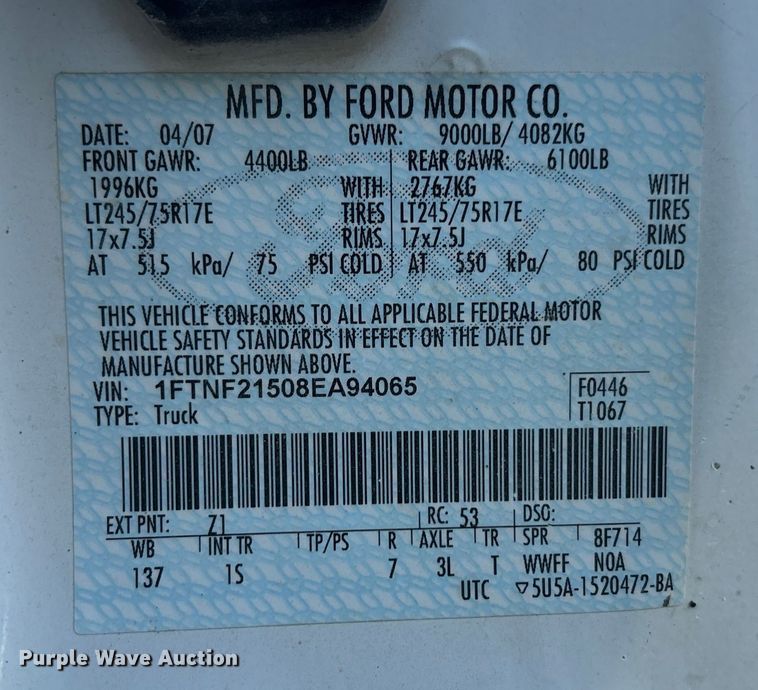 MFD. BY FORD MOTOR CO.
DATE: 04/07 GVWR: 9000LB/ 4082KG
FRONT GAWR: 4400LB REAR GAWR: 6100LB
1996KG WITH 2767KG WITH
LT245/75R17E TIRES LT245/75R17E TIRES
17x7.5J RIMS 17x7.5J RIMS
AT 515 kPa/ 75 PSI COLD AT 550 kPa/ 80 PSI COLD
THIS VEHICLE CONFORMS TO ALL APPLICABLE FEDERAL MOTOR
VEHICLE SAFETY STANDARDS IN EFFECT ON THE DATE OF
MANUFACTURE SHOWN ABOVE.
VIN: 1FTNF21508EA94065 F0446
TYPE: Truck T1067
EXT PNT: Z1 RC: 53 DSO:
WB INT TR TP/PS R AXLE TR SPR 8F714
137 1S 7 3L T WWFF NOA
UTC ▽5U5A-1520472-BA
Ford
Purple Wave Auction